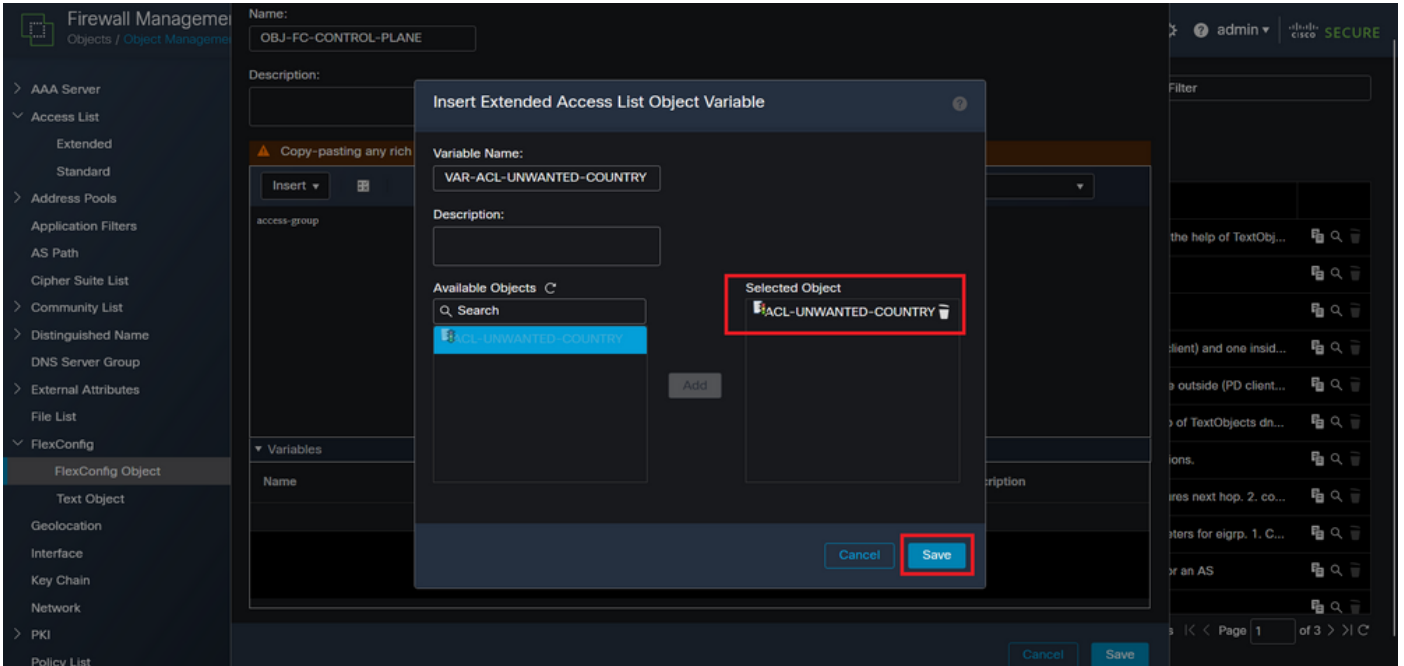 Firewall Manageme
Objects / Object Manageme
admin
cisco SECURE
AAA Server
Access List
Extended
Standard
Address Pools
Application Filters
AS Path
Cipher Suite List
Community List
Distinguished Name
DNS Server Group
External Attributes
File List
FlexConfig
FlexConfig Object
Text Object
Geolocation
Interface
Key Chain
Network
PKI
Policy List
Name:
OBJ-FC-CONTROL-PLANE
Description:
Copy-pasting any rich
Insert
access-group
Variables
Name
cription
Cancel
Save
Insert Extended Access List Object Variable
Variable Name:
VAR-ACL-UNWANTED-COUNTRY
Description:
Available Objects
Search
ACL-UNWANTED-COUNTRY
Add
Selected Object
ACL-UNWANTED-COUNTRY
Cancel
Save
Filter
the help of TextObj...
client) and one insid...
e outside (PD client...
o of TextObjects dn...
ions.
ures next hop. 2. co...
eters for eigrp. 1. C...
or an AS
s Page 1 of 3